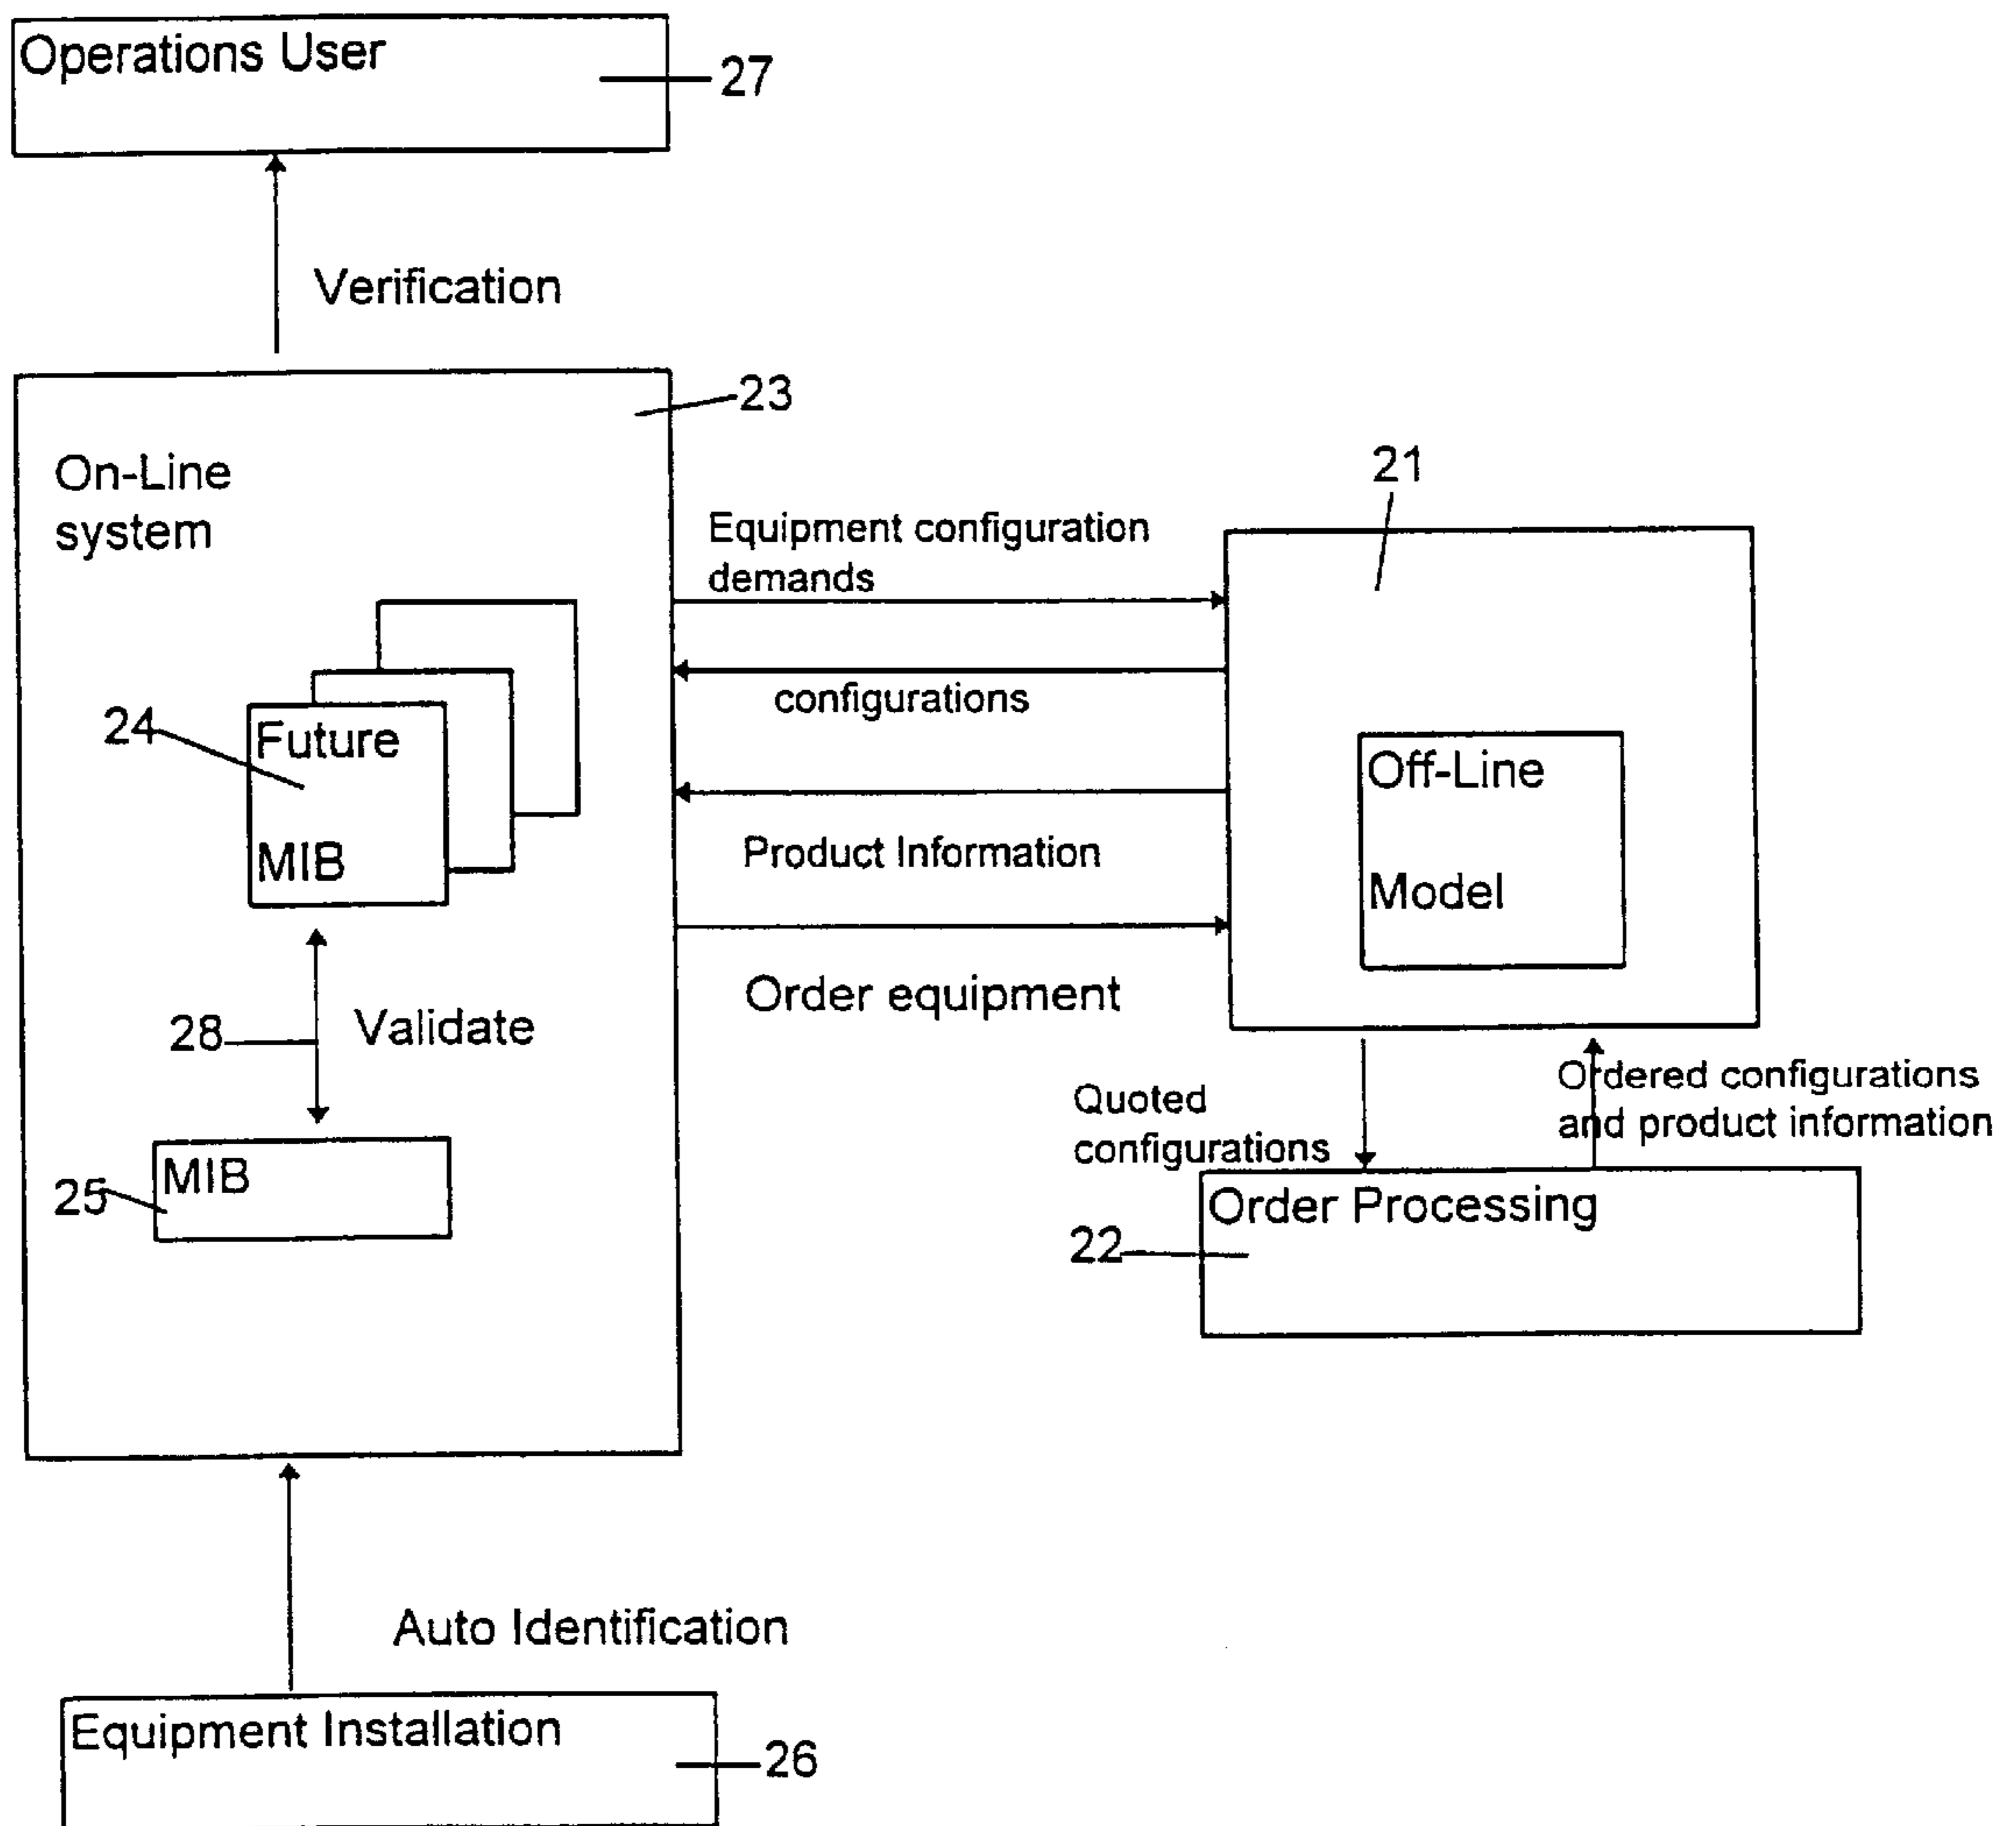 Operations User
27
Verification
23
On-Line
system
21
Equipment configuration
demands
configurations
24
Future
MIB
Off-Line
Model
Product Information
Order equipment
28
Validate
Quoted
configurations
Ordered configurations
and product information
25
MIB
Order Processing
22
Auto Identification
Equipment Installation
26